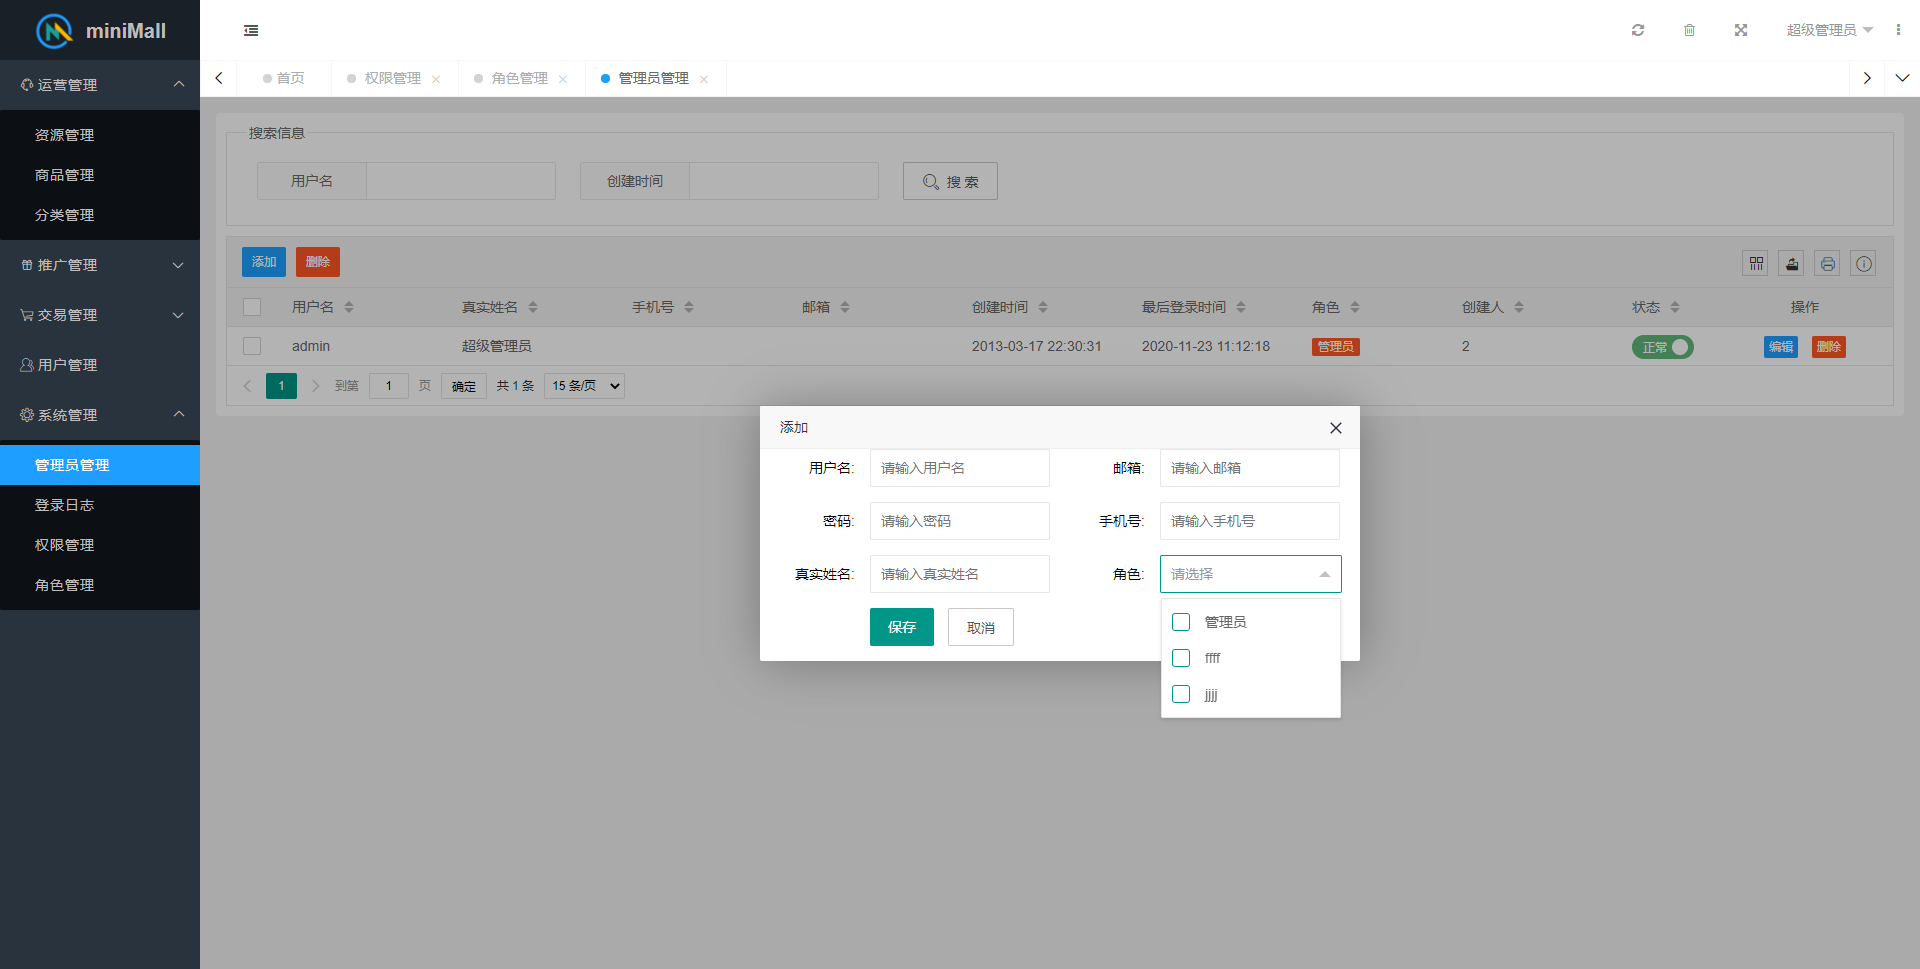 miniMall
超级管理员
运营管理
资源管理
商品管理
分类管理
推广管理
交易管理
用户管理
系统管理
管理员管理
登录日志
权限管理
角色管理
首页 权限管理 角色管理 管理员管理
搜索信息
用户名 创建时间 搜 索
添加 删除
用户名 真实姓名 手机号 邮箱 创建时间 最后登录时间 角色 创建人 状态 操作
admin 超级管理员 2013-03-17 22:30:31 2020-11-23 11:12:18 管理员 2 正常 编辑 删除
1 到第 1 页 确定 共 1 条 15 条/页
添加
用户名: 请输入用户名 邮箱: 请输入邮箱
密码: 请输入密码 手机号: 请输入手机号
真实姓名: 请输入真实姓名 角色: 请选择
保存 取消
管理员
ffff
jjjj